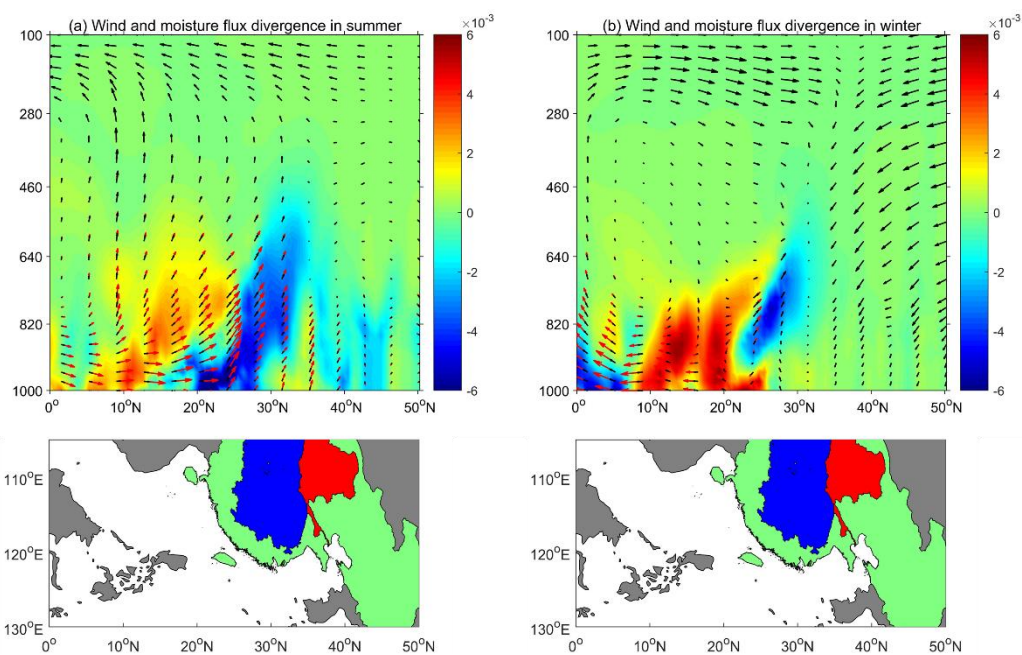 (a) Wind and moisture flux divergence in summer
×10⁻³
100
280
460
640
820
1000
0° 10°N 20°N 30°N 40°N 50°N
6
4
2
0
-2
-4
-6
(b) Wind and moisture flux divergence in winter
×10⁻³
100
280
460
640
820
1000
0° 10°N 20°N 30°N 40°N 50°N
6
4
2
0
-2
-4
-6
110°E
120°E
130°E
0° 10°N 20°N 30°N 40°N 50°N
110°E
120°E
130°E
0° 10°N 20°N 30°N 40°N 50°N